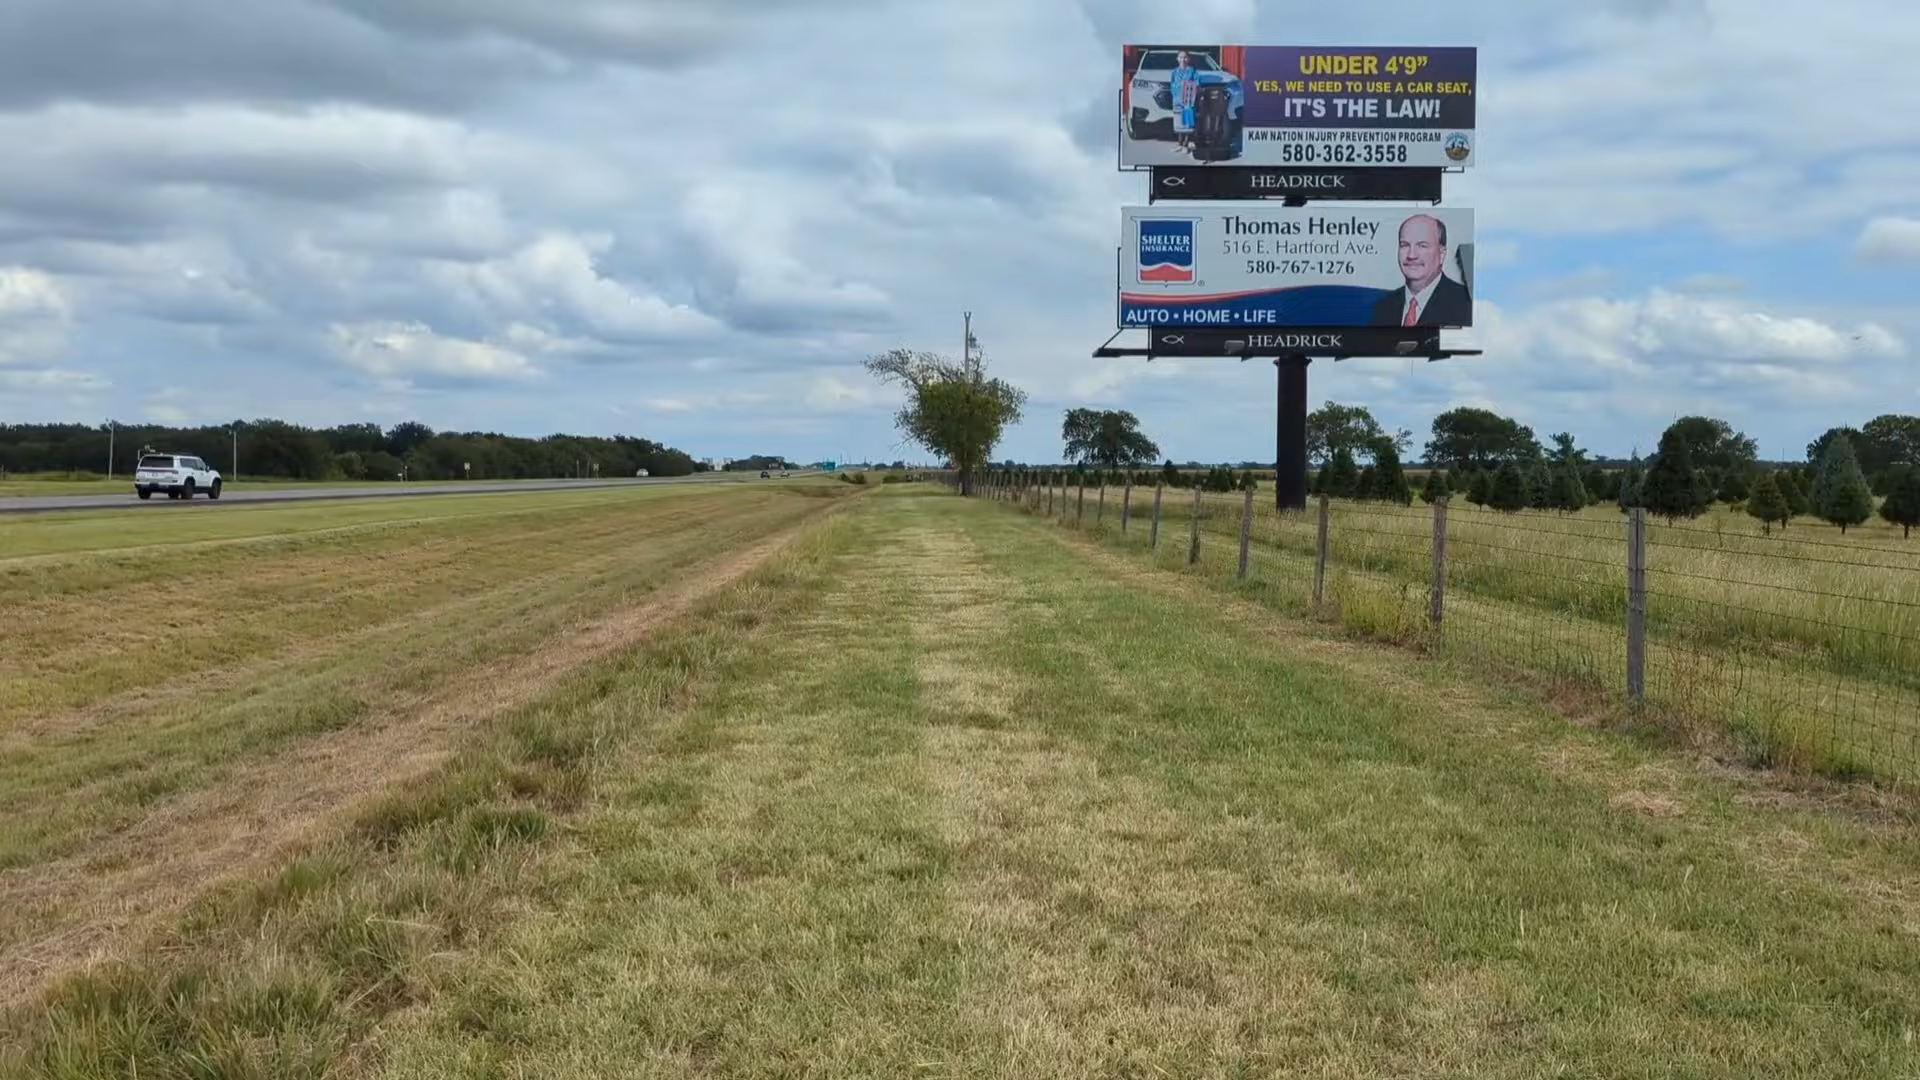 UNDER 4'9”
YES, WE NEED TO USE A CAR SEAT,
IT'S THE LAW!
KAW NATION INJURY PREVENTION PROGRAM
580-362-3558
HEADRICK
SHELTER
INSURANCE
®
Thomas Henley
516 E. Hartford Ave.
580-767-1276
AUTO • HOME • LIFE
HEADRICK